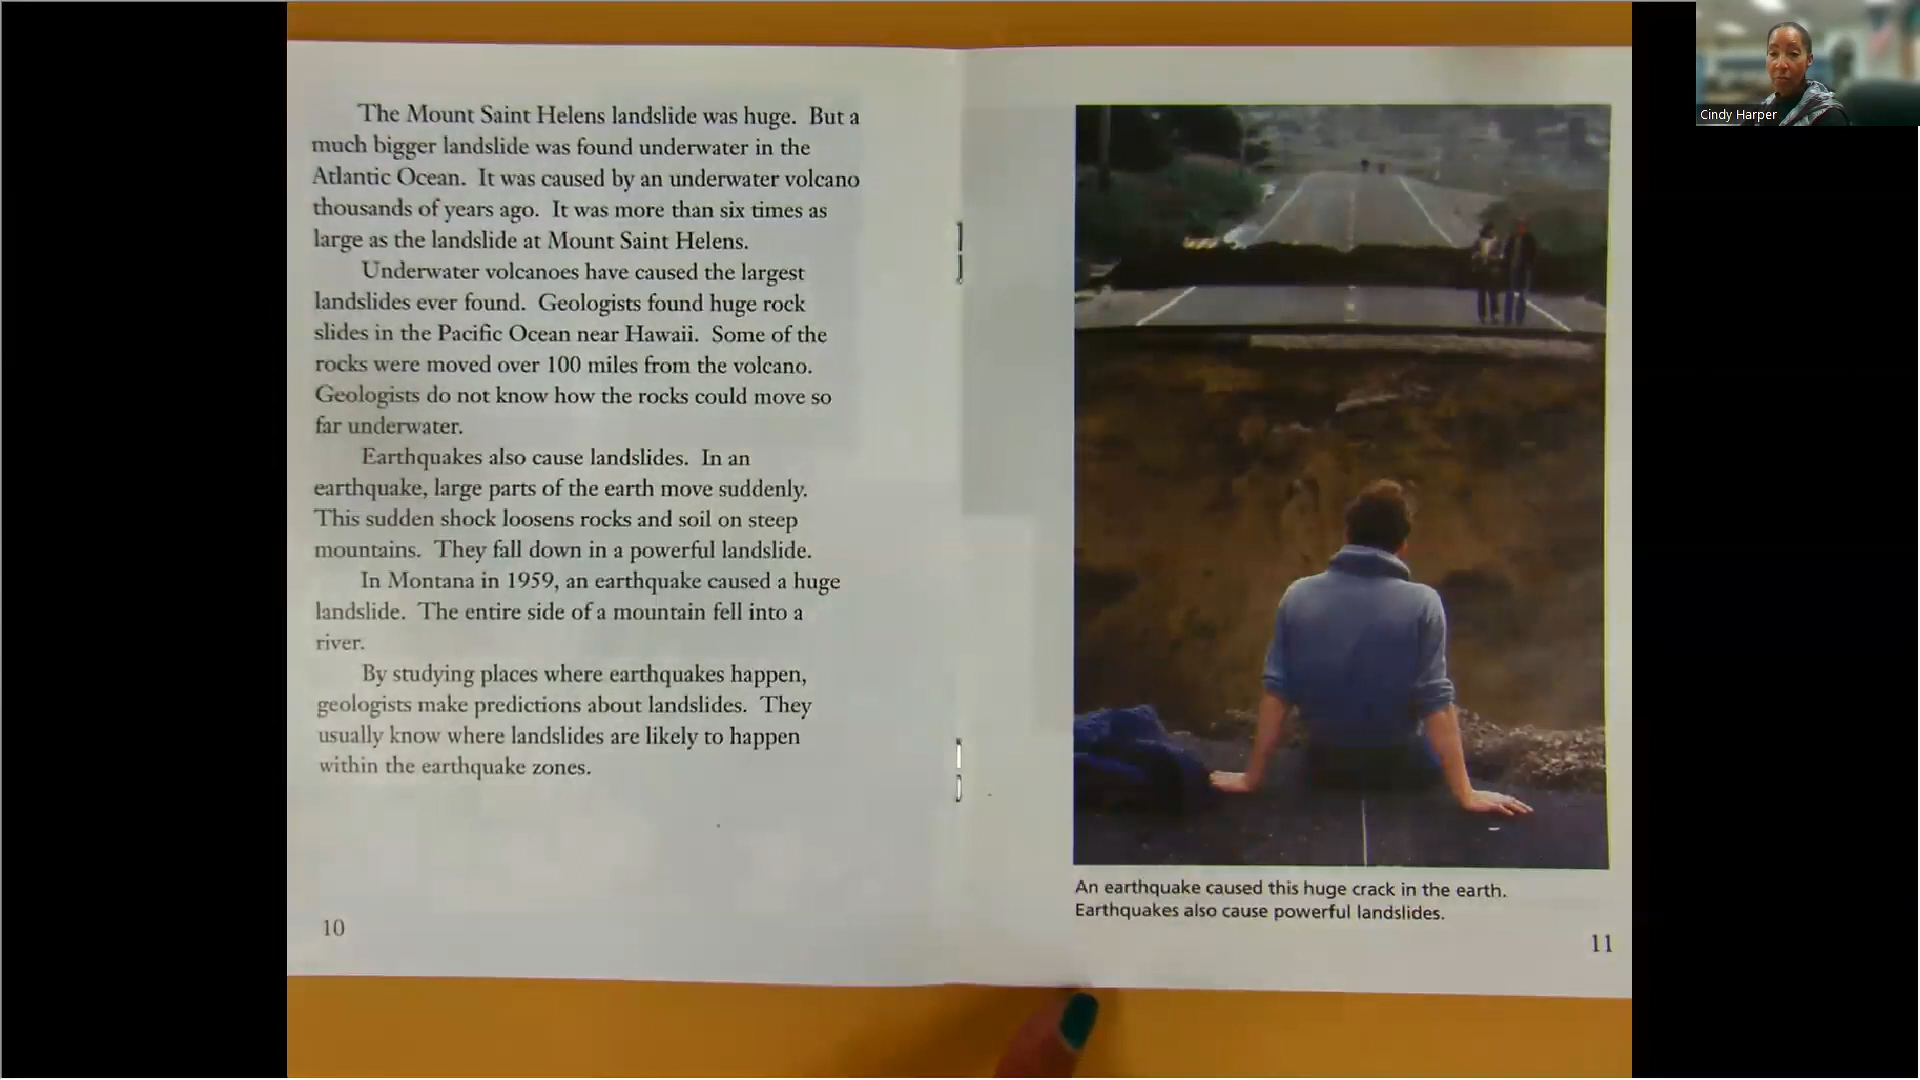 The Mount Saint Helens landslide was huge. But a
much bigger landslide was found underwater in the
Atlantic Ocean. It was caused by an underwater volcano
thousands of years ago. It was more than six times as
large as the landslide at Mount Saint Helens.
Underwater volcanoes have caused the largest
landslides ever found. Geologists found huge rock
slides in the Pacific Ocean near Hawaii. Some of the
rocks were moved over 100 miles from the volcano.
Geologists do not know how the rocks could move so
far underwater.
Earthquakes also cause landslides. In an
earthquake, large parts of the earth move suddenly.
This sudden shock loosens rocks and soil on steep
mountains. They fall down in a powerful landslide.
In Montana in 1959, an earthquake caused a huge
landslide. The entire side of a mountain fell into a
river.
By studying places where earthquakes happen,
geologists make predictions about landslides. They
usually know where landslides are likely to happen
within the earthquake zones.
10
An earthquake caused this huge crack in the earth.
Earthquakes also cause powerful landslides.
11
Cindy Harper